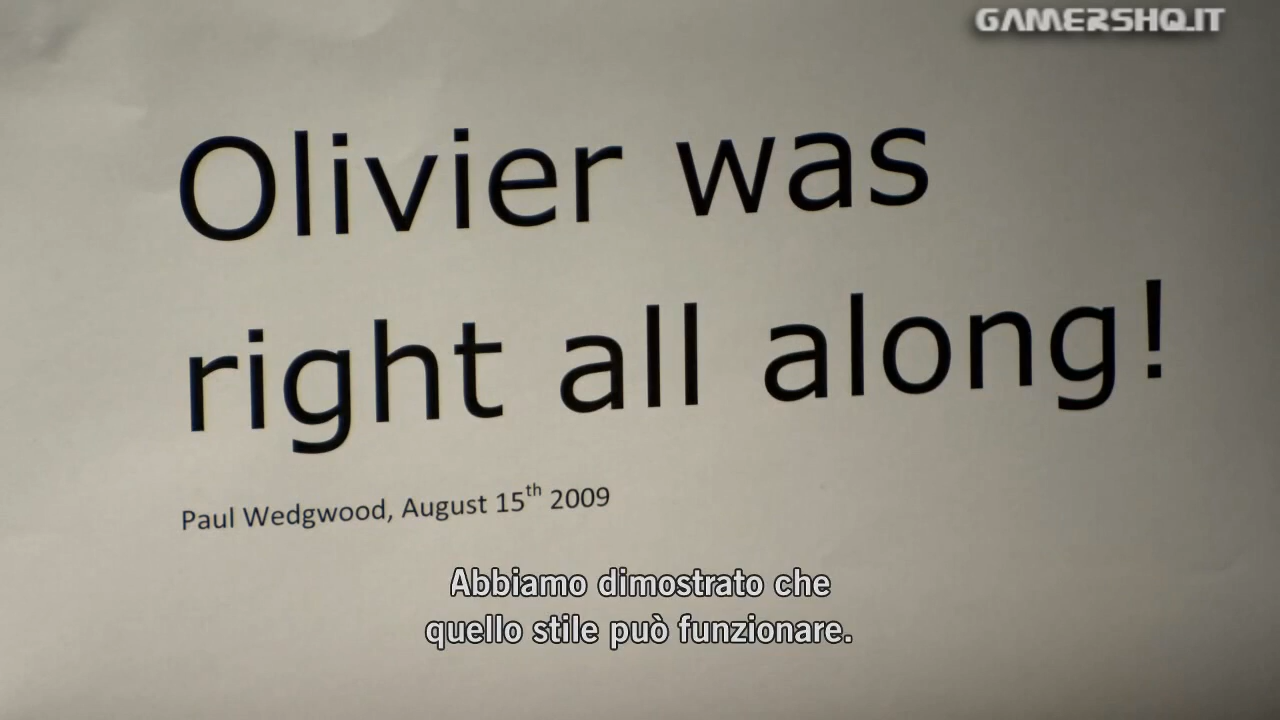 GAMERSHQ.IT
Olivier was
right all along!
Paul Wedgwood, August 15th 2009
Abbiamo dimostrato che
quello stile può funzionare.